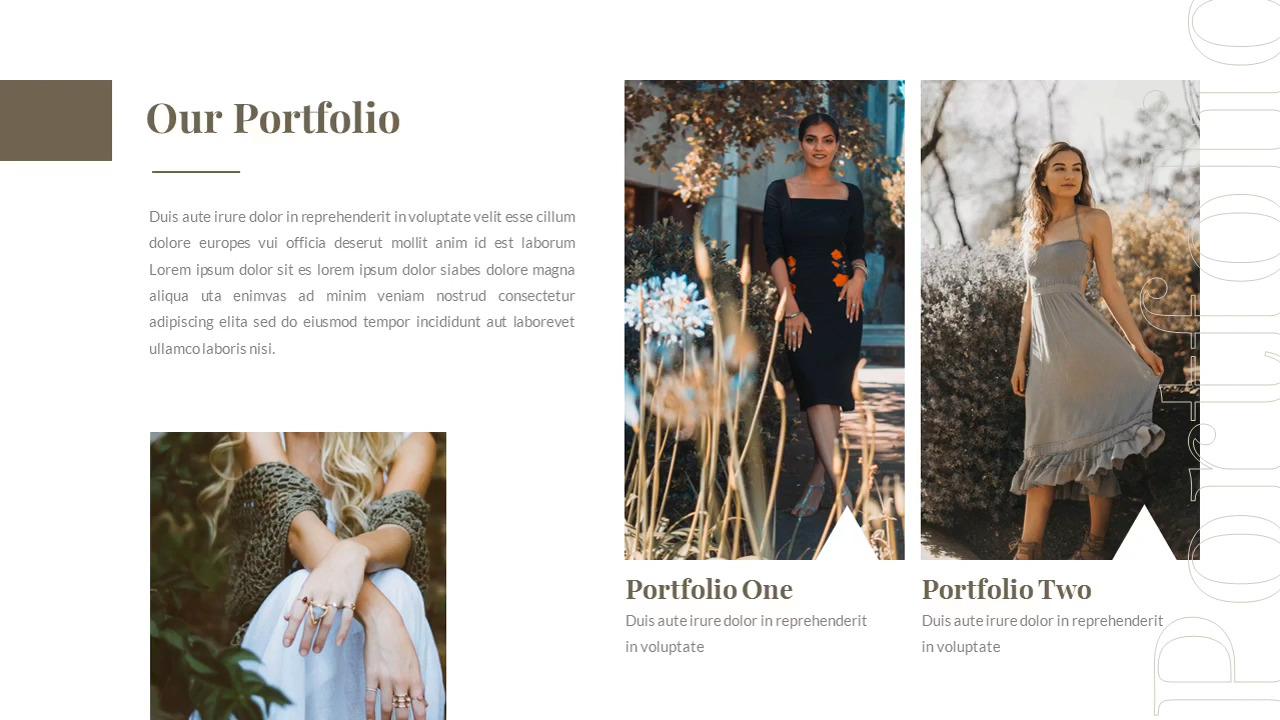 Our Portfolio
Duis aute irure dolor in reprehenderit in voluptate velit esse cillum
dolore europes vui officia deserut mollit anim id est laborum
Lorem ipsum dolor sit es lorem ipsum dolor siabes dolore magna
aliqua uta enimvas ad minim veniam nostrud consectetur
adipiscing elita sed do eiusmod tempor incididunt aut laborevet
ullamco laboris nisi.
Portfolio One
Duis aute irure dolor in reprehenderit
in voluptate
Portfolio Two
Duis aute irure dolor in reprehenderit
in voluptate
Portfolio